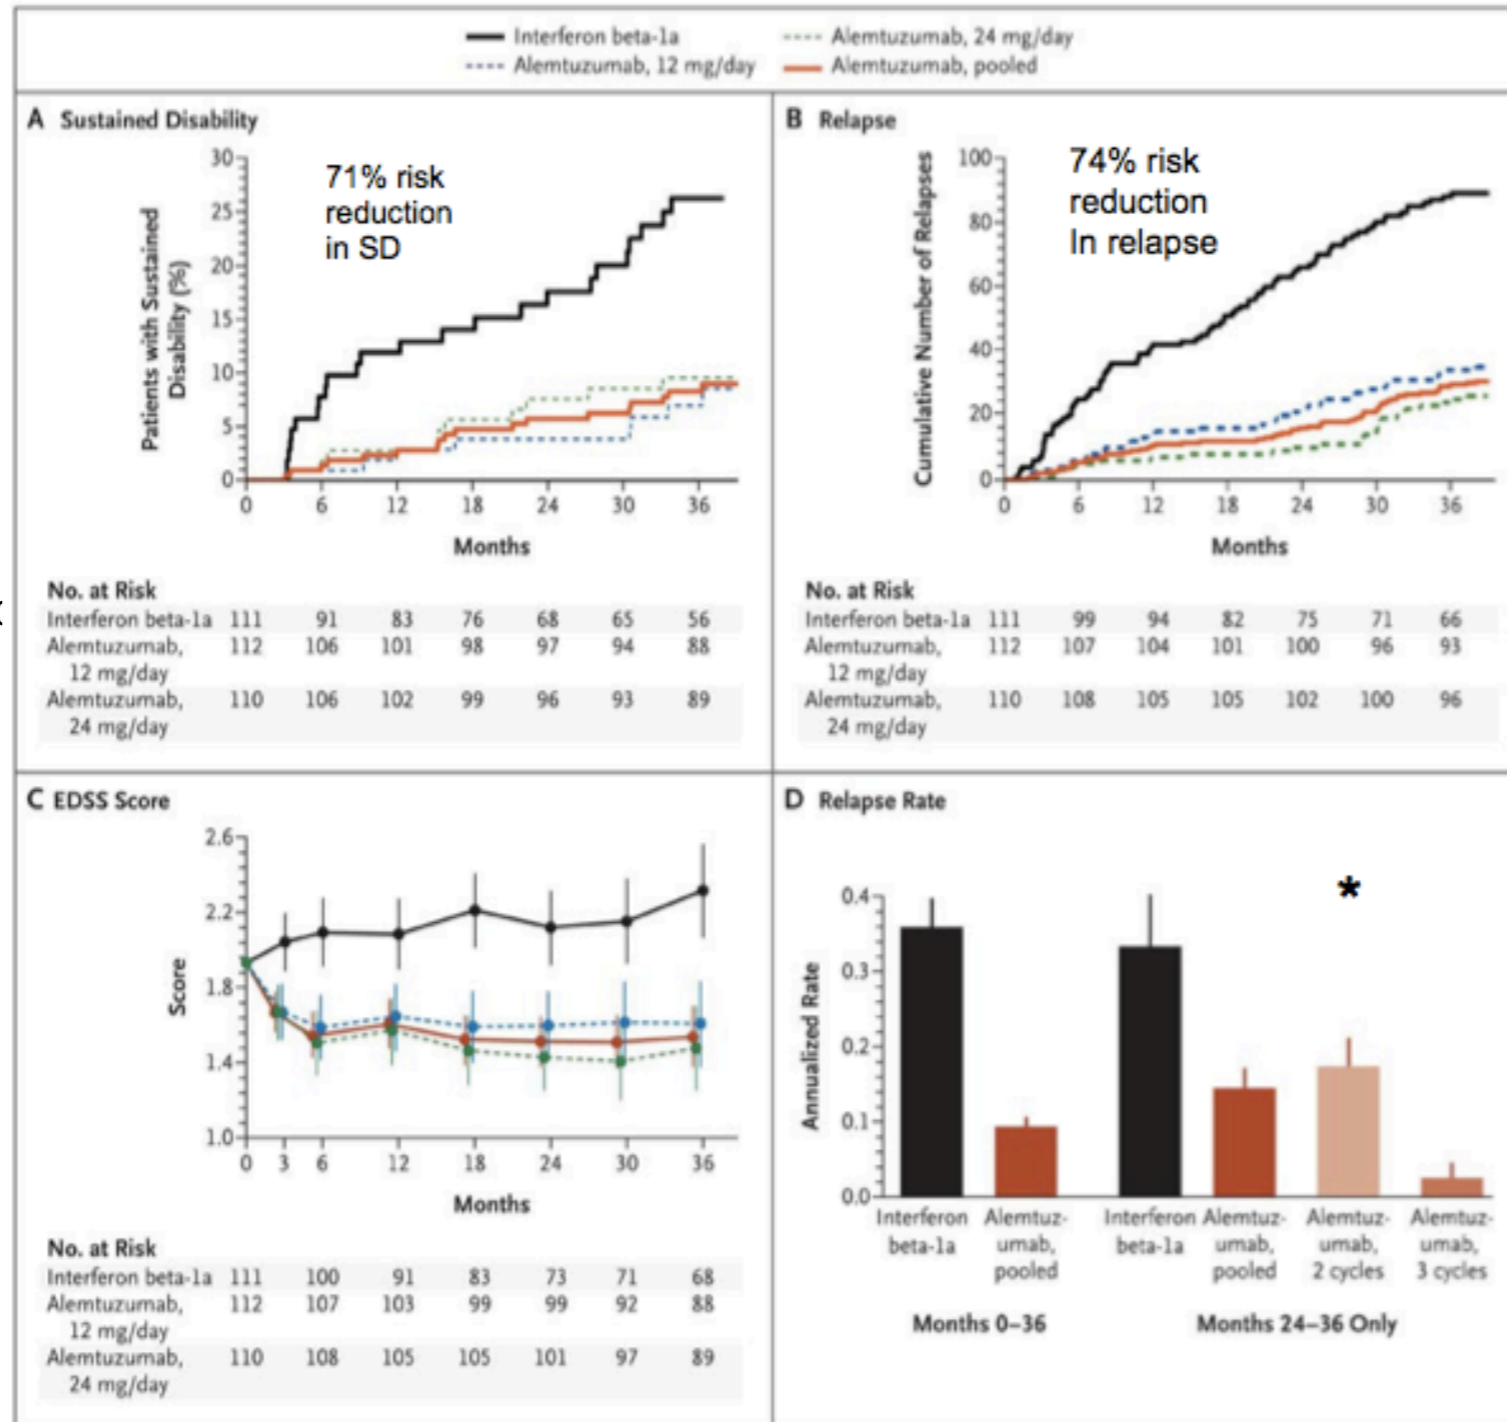 Interferon beta-1a
Alemtuzumab, 24 mg/day
Alemtuzumab, 12 mg/day
Alemtuzumab, pooled
A Sustained Disability
71% risk
reduction
in SD
Patients with Sustained
Disability (%)
30
25
20
15
10
5
0
0 6 12 18 24 30 36
Months
No. at Risk
Interferon beta-1a 111 91 83 76 68 65 56
Alemtuzumab, 112 106 101 98 97 94 88
12 mg/day
Alemtuzumab, 110 106 102 99 96 93 89
24 mg/day
B Relapse
74% risk
reduction
In relapse
Cumulative Number of Relapses
100
80
60
40
20
0
0 6 12 18 24 30 36
Months
No. at Risk
Interferon beta-1a 111 99 94 82 75 71 66
Alemtuzumab, 112 107 104 101 100 96 93
12 mg/day
Alemtuzumab, 110 108 105 105 102 100 96
24 mg/day
C EDSS Score
Score
2.6
2.2
1.8
1.4
1.0
0 3 6 12 18 24 30 36
Months
No. at Risk
Interferon beta-1a 111 100 91 83 73 71 68
Alemtuzumab, 112 107 103 99 99 92 88
12 mg/day
Alemtuzumab, 110 108 105 105 101 97 89
24 mg/day
D Relapse Rate
*
Annualized Rate
0.4
0.3
0.2
0.1
0.0
Interferon Alemtuz- Interferon Alemtuz- Alemtuz- Alemtuz-
beta-1a umab, beta-1a umab, umab, umab,
pooled pooled 2 cycles 3 cycles
Months 0–36 Months 24–36 Only